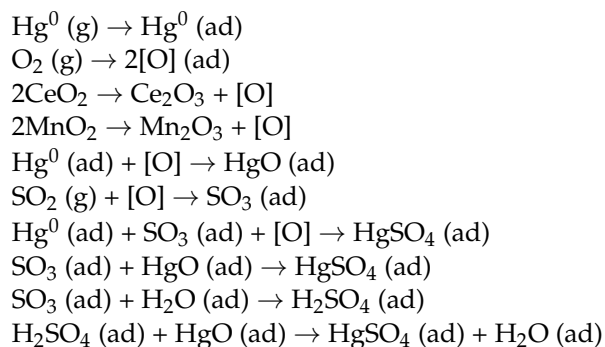 Hg⁰ (g) → Hg⁰ (ad)
O₂ (g) → 2[O] (ad)
2CeO₂ → Ce₂O₃ + [O]
2MnO₂ → Mn₂O₃ + [O]
Hg⁰ (ad) + [O] → HgO (ad)
SO₂ (g) + [O] → SO₃ (ad)
Hg⁰ (ad) + SO₃ (ad) + [O] → HgSO₄ (ad)
SO₃ (ad) + HgO (ad) → HgSO₄ (ad)
SO₃ (ad) + H₂O (ad) → H₂SO₄ (ad)
H₂SO₄ (ad) + HgO (ad) → HgSO₄ (ad) + H₂O (ad)